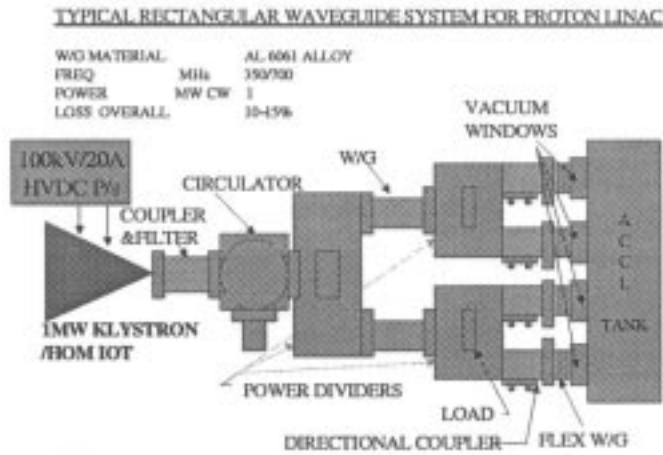 TYPICAL RECTANGULAR WAVEGUIDE SYSTEM FOR PROTON LINAC
W/G MATERIAL AL 6061 ALLOY
FREQ MHz 350/700
POWER MW CW 1
LOSS OVERALL 10-15%
VACUUM
WINDOWS
100kV/20A
HVDC P/s
W/G
CIRCULATOR
COUPLER
&FILTER
A
C
C
L
TANK
1MW KLYSTRON
/HOM IOT
POWER DIVIDERS
LOAD
DIRECTIONAL COUPLER
FLEX W/G